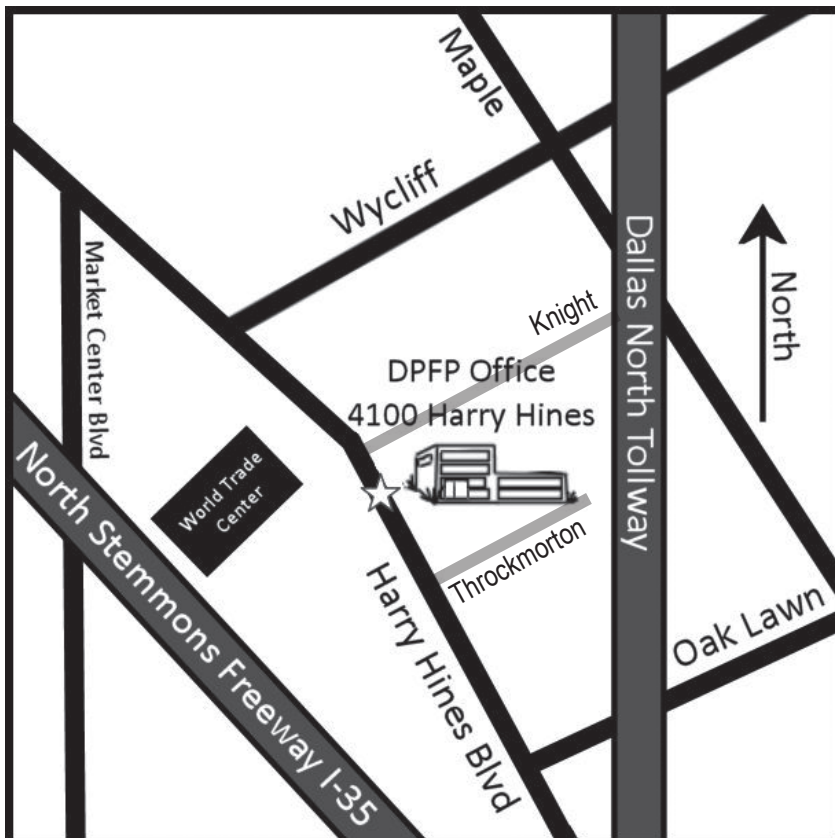 Maple
Wycliff
Market Center Blvd
Dallas North Tollway
North
Knight
DPFP Office
4100 Harry Hines
World Trade
Center
North Stemmons Freeway I-35
Throckmorton
Harry Hines Blvd
Oak Lawn